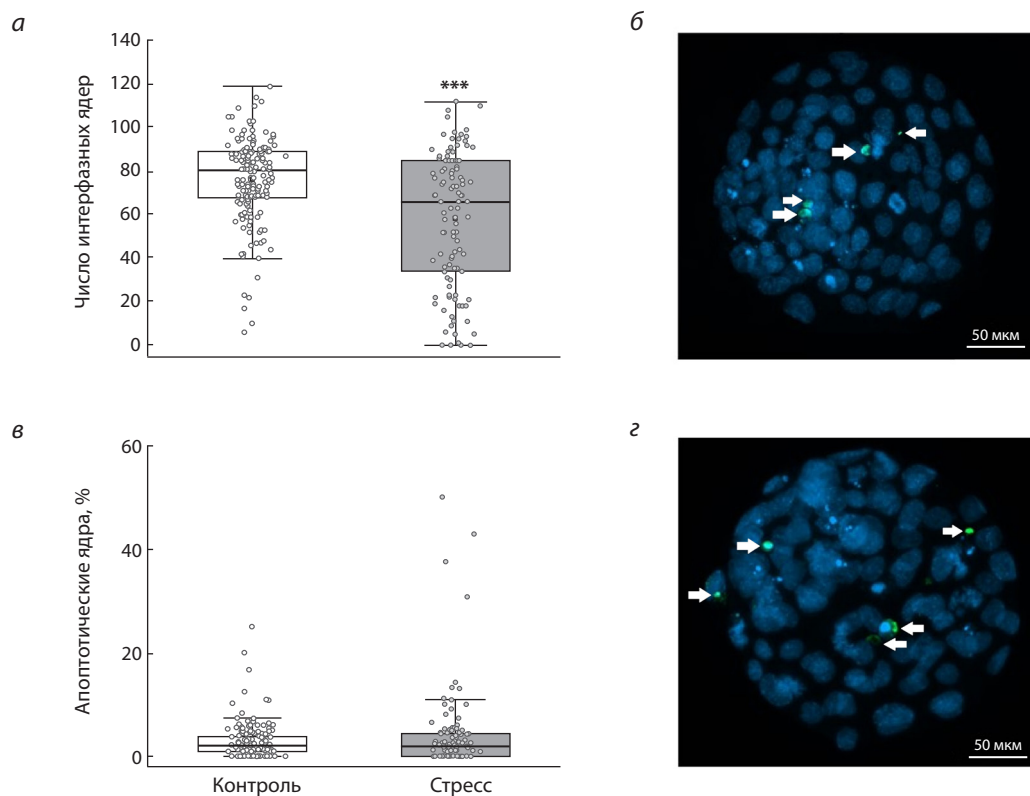 а
Число интерфазных ядер
140
120
100
80
60
40
20
0
***
б
50 мкм
в
Апоптотические ядра, %
60
40
20
0
Контроль
Стресс
г
50 мкм